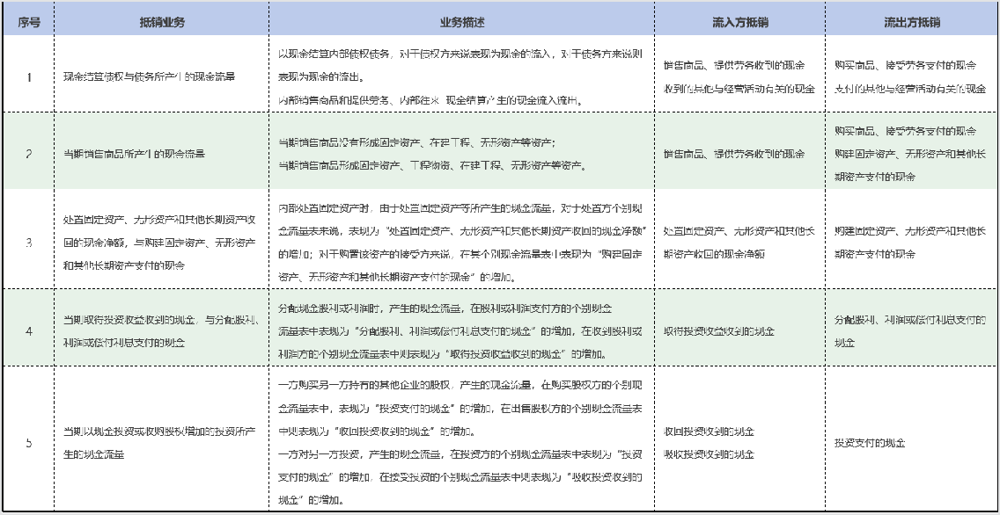 序号
抵销业务
业务描述
流入方抵销
流出方抵销
1
现金结算债权与债务所产生的现金流量
以现金结算内部债权债务，对于债权方来说表现为现金的流入，对于债务方来说则
表现为现金的流出。
内部销售商品和提供劳务、内部往来 现金结算产生的现金流入流出。
销售商品、提供劳务收到的现金
收到的其他与经营活动有关的现金
购买商品、接受劳务支付的现金
支付的其他与经营活动有关的现金
2
当期销售商品所产生的现金流量
当期销售商品没有形成固定资产、在建工程、无形资产等资产；
当期销售商品形成固定资产、工程物资、在建工程、无形资产等资产。
销售商品、提供劳务收到的现金
购买商品、接受劳务支付的现金
购建固定资产、无形资产和其他长
期资产支付的现金
3
处置固定资产、无形资产和其他长期资产收
回的现金净额，与购建固定资产、无形资产
和其他长期资产支付的现金
内部处置固定资产时，由于处置固定资产等所产生的现金流量，对于处置方个别现
金流量表来说，表现为“处置固定资产、无形资产和其他长期资产收回的现金净额”
的增加；对于购置该资产的接受方来说，在某个别现金流量表中表现为“购建固定
资产、无形资产和其他长期资产支付的现金”的增加。
处置固定资产、无形资产和其他长
期资产收回的现金净额
购建固定资产、无形资产和其他长
期资产支付的现金
4
当期取得投资收益收到的现金，与分配股利、
利润或偿付利息支付的现金
分配现金股利或利润时，产生的现金流量，在股利或利润支付方的个别现金
流量表中表现为“分配股利、利润或偿付利息支付的现金”的增加，在收到股利或
利润方的个别现金流量表中则表现为“取得投资收益收到的现金”的增加。
取得投资收益收到的现金
分配股利、利润或偿付利息支付的
现金
5
当期以现金投资或收购股权增加的投资所产
生的现金流量
一方购买另一方持有的其他企业的股权，产生的现金流量，在购买股权方的个别现
金流量表中，表现为“投资支付的现金”的增加，在出售股权方的个别现金流量表
中则表现为“收回投资收到的现金”的增加。
一方对另一方投资，产生的现金流量，在投资方的个别现金流量表中表现为“投资
支付的现金”的增加，在接受投资的个别现金流量表中则表现为“吸收投资收到的
现金”的增加。
收回投资收到的现金
吸收投资收到的现金
投资支付的现金